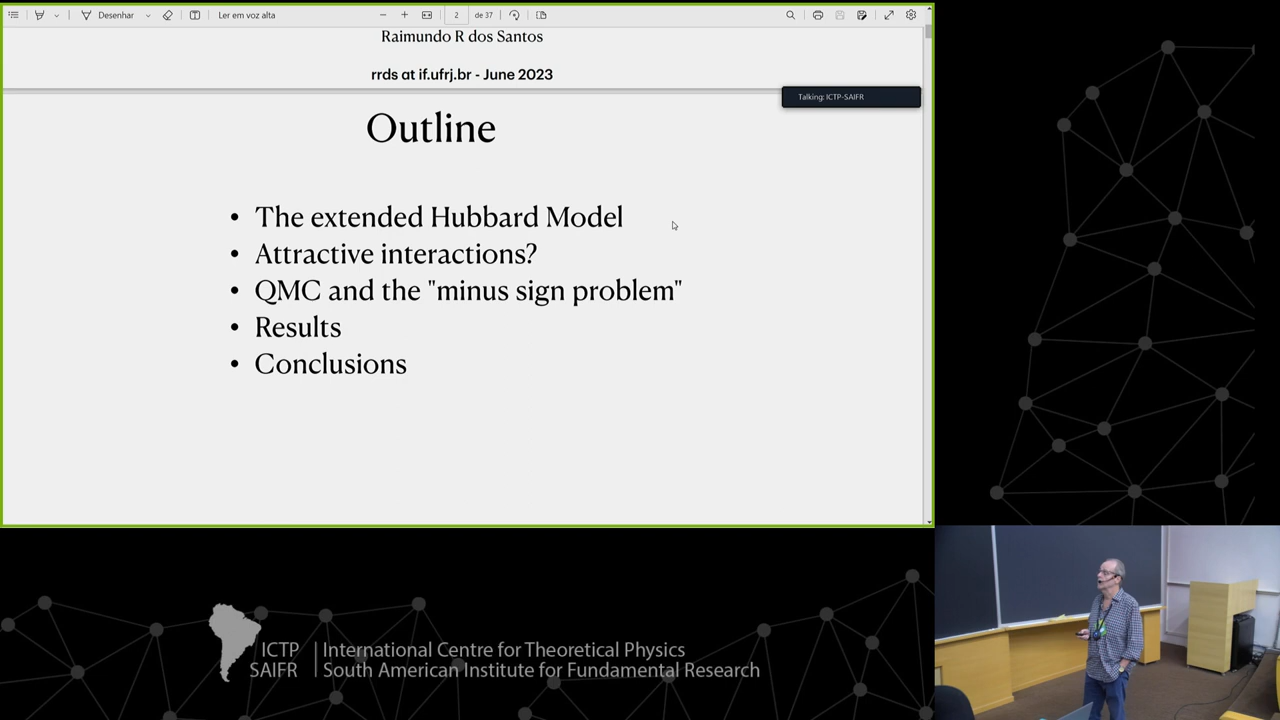 Desenhar
Ler em voz alta
2
de 37
Raimundo R dos Santos
rrds at if.ufrj.br - June 2023
Talking: ICTP-SAIFR
Outline
• The extended Hubbard Model
• Attractive interactions?
• QMC and the "minus sign problem"
• Results
• Conclusions
ICTP
SAIFR
International Centre for Theoretical Physics
South American Institute for Fundamental Research